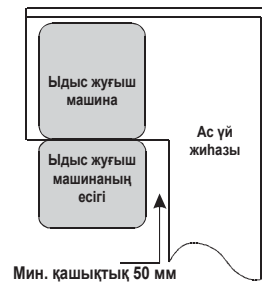 Ыдыс жуғыш
машина
Ас үй
жиһазы
Ыдыс жуғыш
машинаның
есігі
Мин. қашықтық 50 мм